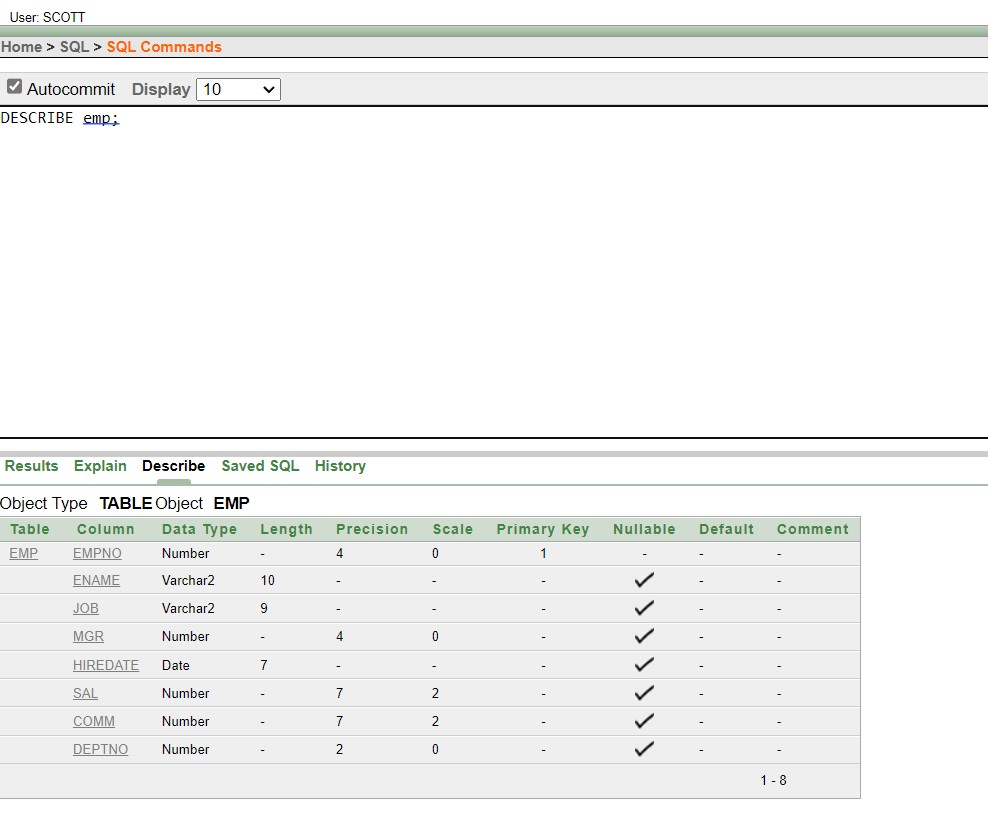 User: SCOTT
Home > SQL > SQL Commands
Autocommit Display 10
DESCRIBE emp;
Results Explain Describe Saved SQL History
Object Type TABLE Object EMP
Table Column Data Type Length Precision Scale Primary Key Nullable Default Comment
EMP EMPNO Number - 4 0 1 - - -
ENAME Varchar2 10 - - - ✓ - -
JOB Varchar2 9 - - - ✓ - -
MGR Number - 4 0 - ✓ - -
HIREDATE Date 7 - - - ✓ - -
SAL Number - 7 2 - ✓ - -
COMM Number - 7 2 - ✓ - -
DEPTNO Number - 2 0 - ✓ - -
1 - 8